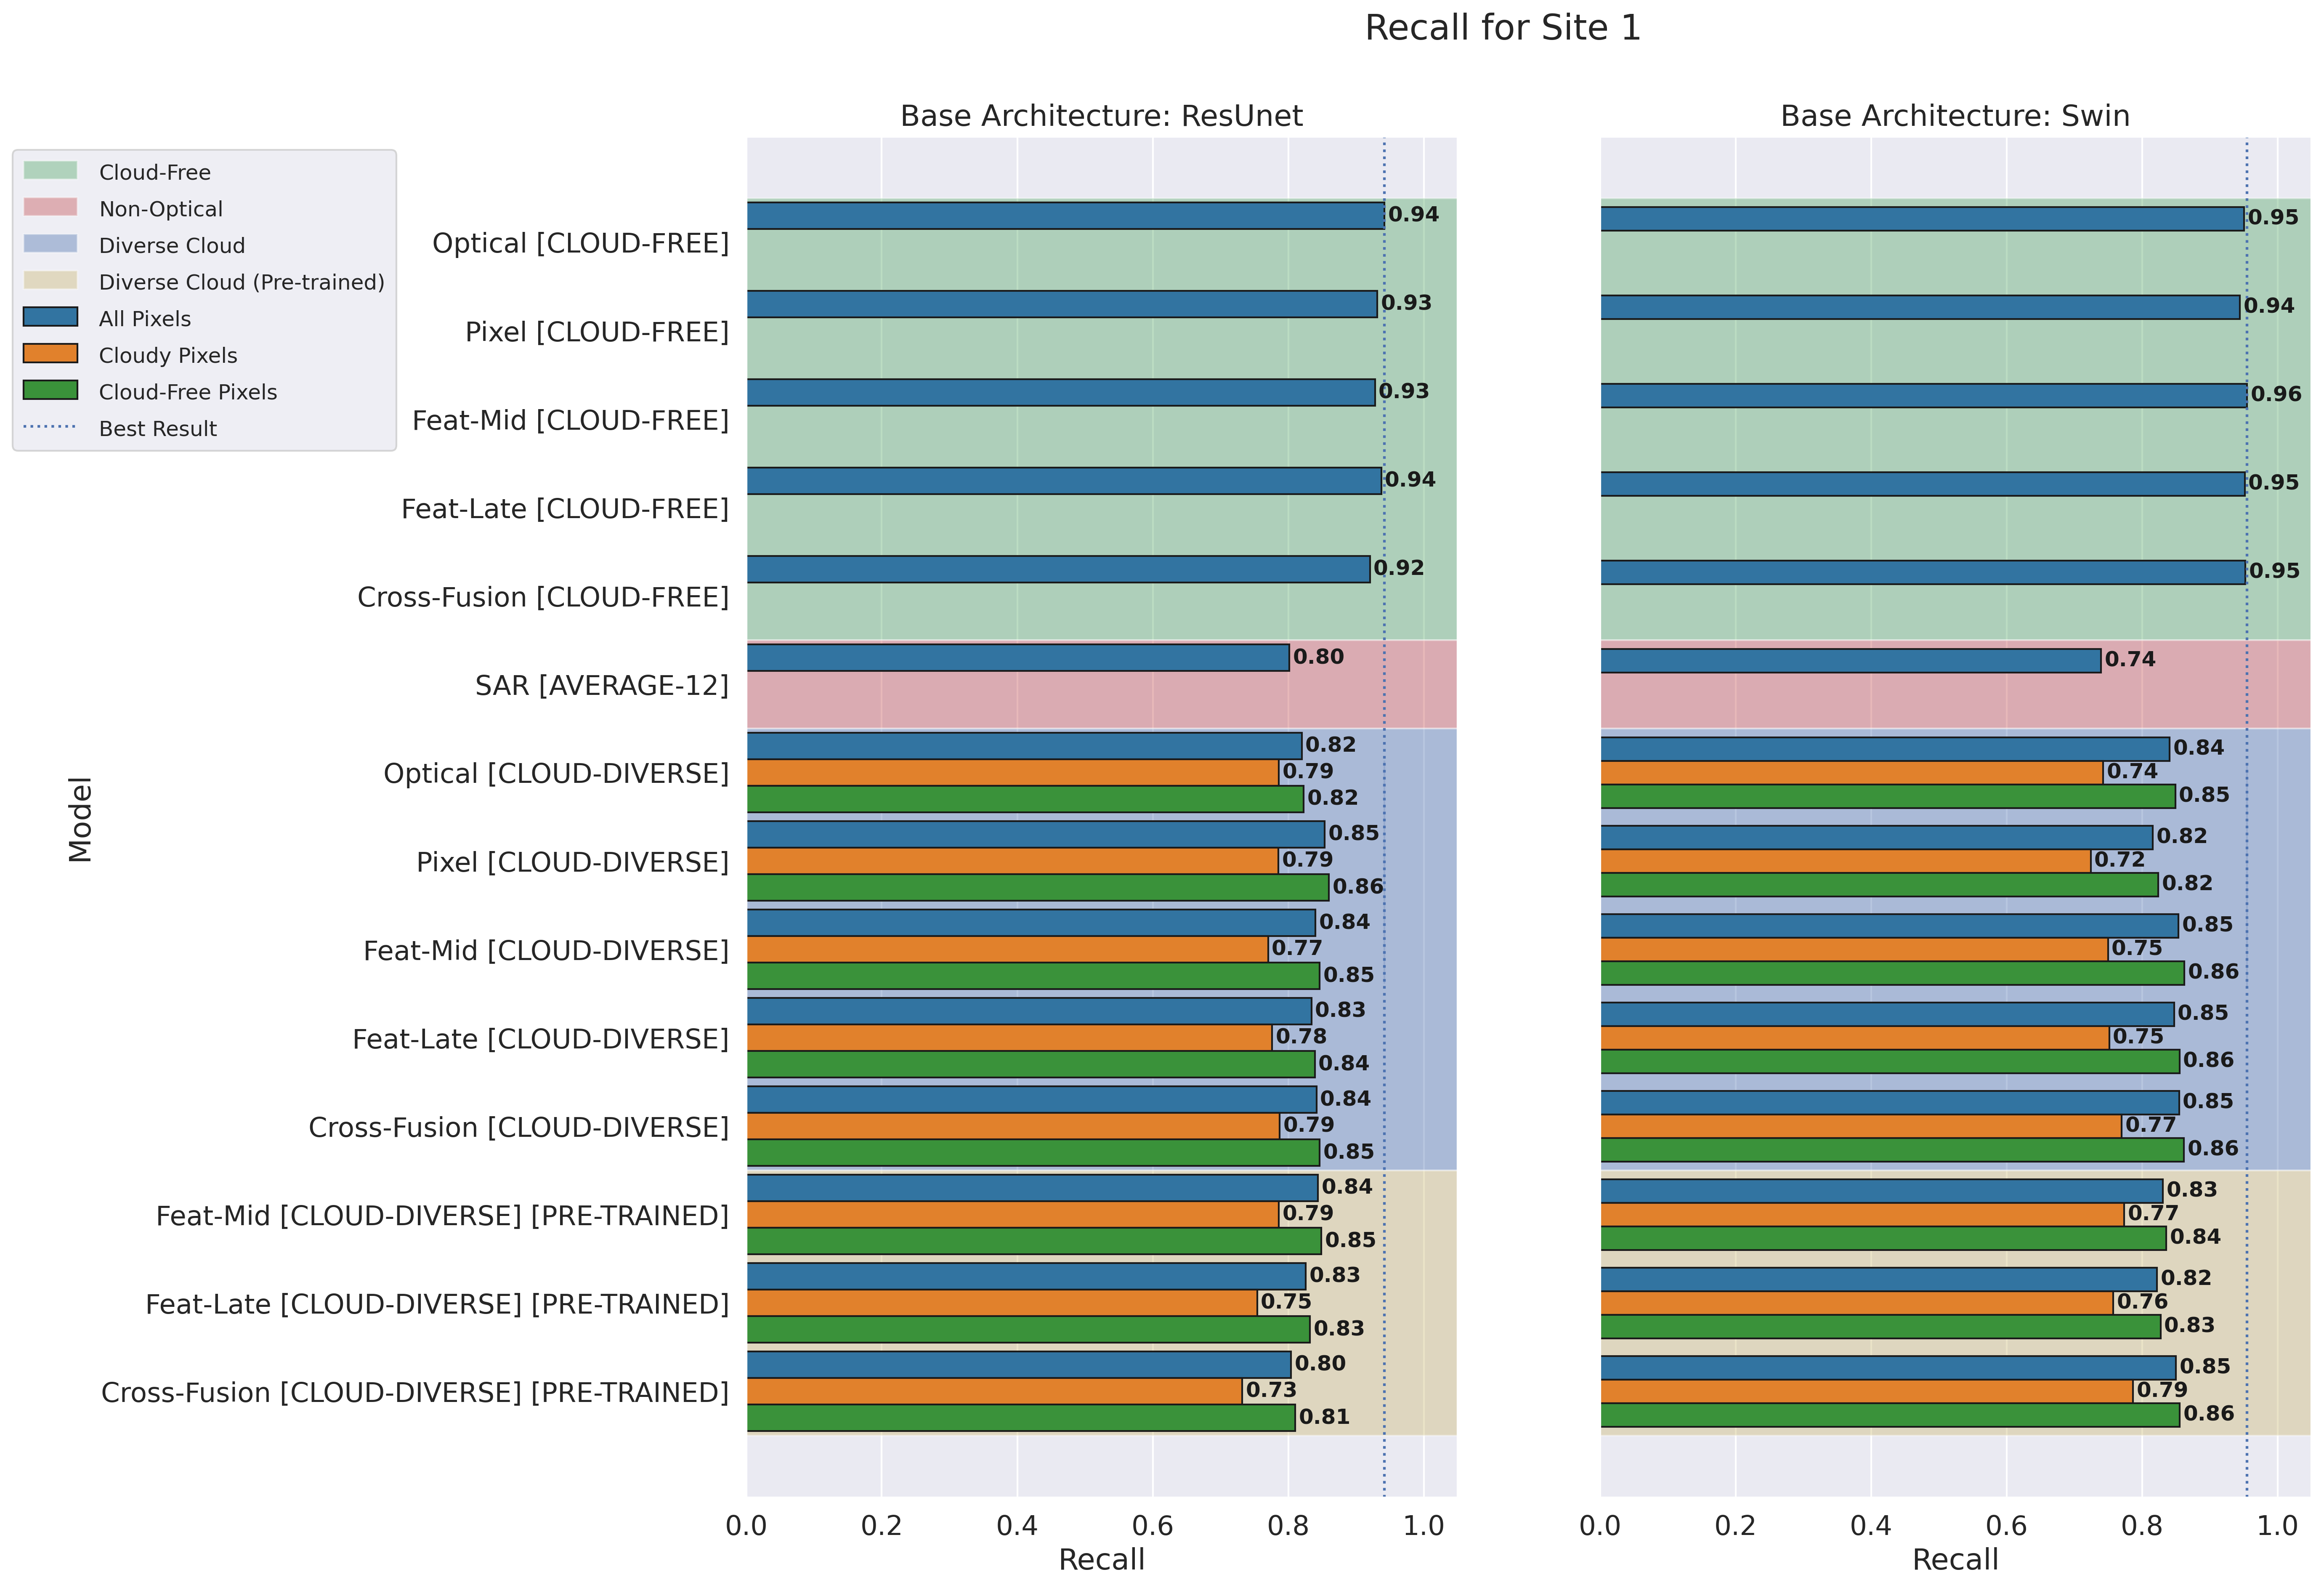 Recall for Site 1
Base Architecture: ResUnet
Base Architecture: Swin
Cloud-Free
Non-Optical
Diverse Cloud
Diverse Cloud (Pre-trained)
All Pixels
Cloudy Pixels
Cloud-Free Pixels
Best Result
Model
Optical [CLOUD-FREE]
0.94
0.95
Pixel [CLOUD-FREE]
0.93
0.94
Feat-Mid [CLOUD-FREE]
0.93
0.96
Feat-Late [CLOUD-FREE]
0.94
0.95
Cross-Fusion [CLOUD-FREE]
0.92
0.95
SAR [AVERAGE-12]
0.80
0.74
Optical [CLOUD-DIVERSE]
0.82
0.79
0.82
0.84
0.74
0.85
Pixel [CLOUD-DIVERSE]
0.85
0.79
0.86
0.82
0.72
0.82
Feat-Mid [CLOUD-DIVERSE]
0.84
0.77
0.85
0.85
0.75
0.86
Feat-Late [CLOUD-DIVERSE]
0.83
0.78
0.84
0.85
0.75
0.86
Cross-Fusion [CLOUD-DIVERSE]
0.84
0.79
0.85
0.85
0.77
0.86
Feat-Mid [CLOUD-DIVERSE] [PRE-TRAINED]
0.84
0.79
0.85
0.83
0.77
0.84
Feat-Late [CLOUD-DIVERSE] [PRE-TRAINED]
0.83
0.75
0.83
0.82
0.76
0.83
Cross-Fusion [CLOUD-DIVERSE] [PRE-TRAINED]
0.80
0.73
0.81
0.85
0.79
0.86
0.0 0.2 0.4 0.6 0.8 1.0
Recall
0.0 0.2 0.4 0.6 0.8 1.0
Recall